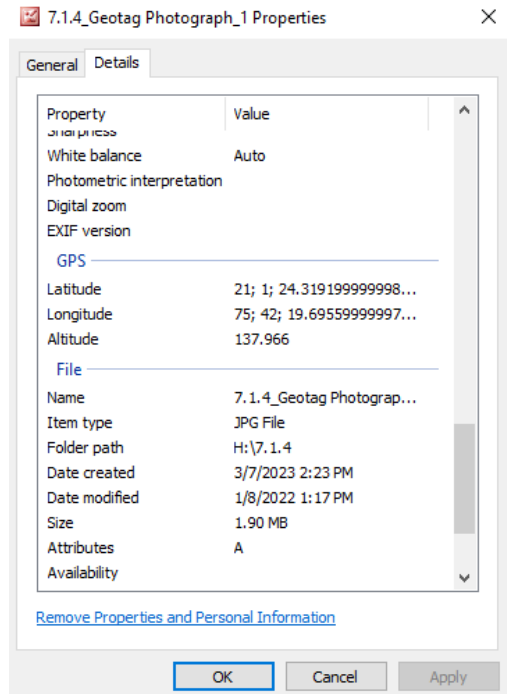 7.1.4_Geotag Photograph_1 Properties
General Details
Property Value
Sharpness
White balance Auto
Photometric interpretation
Digital zoom
EXIF version
GPS
Latitude 21; 1; 24.319199999998...
Longitude 75; 42; 19.69559999997...
Altitude 137.966
File
Name 7.1.4_Geotag Photograp...
Item type JPG File
Folder path H:\7.1.4
Date created 3/7/2023 2:23 PM
Date modified 1/8/2022 1:17 PM
Size 1.90 MB
Attributes A
Availability
Remove Properties and Personal Information
OK Cancel Apply